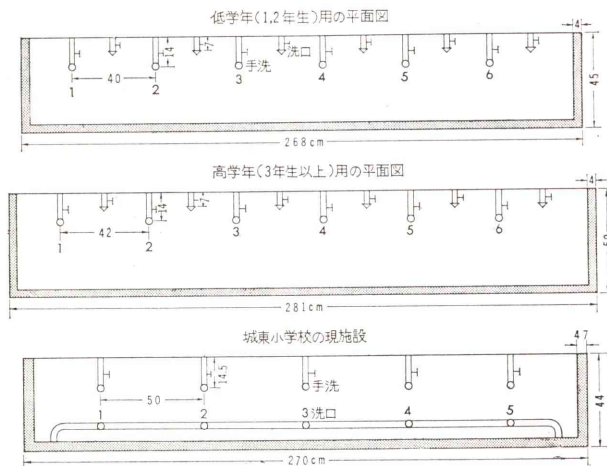 低学年(1,2年生)用の平面図
4
14
7
洗口
手洗
40
1 2 3 4 5 6
45
268cm
高学年(3年生以上)用の平面図
4
14
7
42
1 2 3 4 5 6
281cm
城東小学校の現施設
47
14.5
手洗
50
1 2 3 洗口 4 5
44
270cm